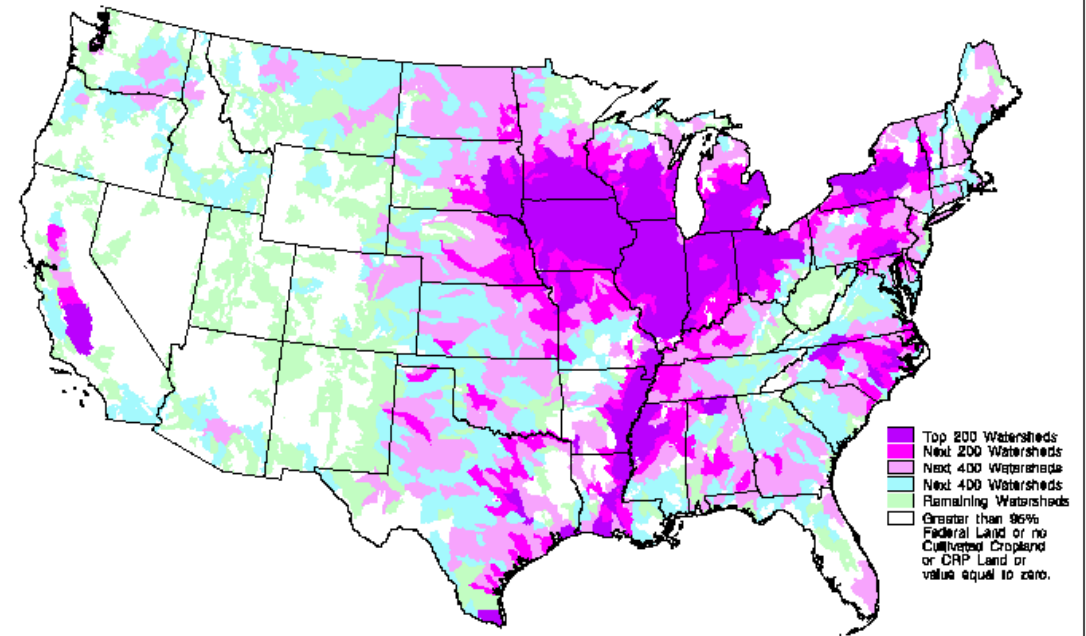 Top 200 Watersheds
Next 200 Watersheds
Next 400 Watersheds
Next 400 Watersheds
Remaining Watersheds
Greater than 95%
Federal Land or no
Cultivated Cropland
or CRP Land or
value equal to zero.